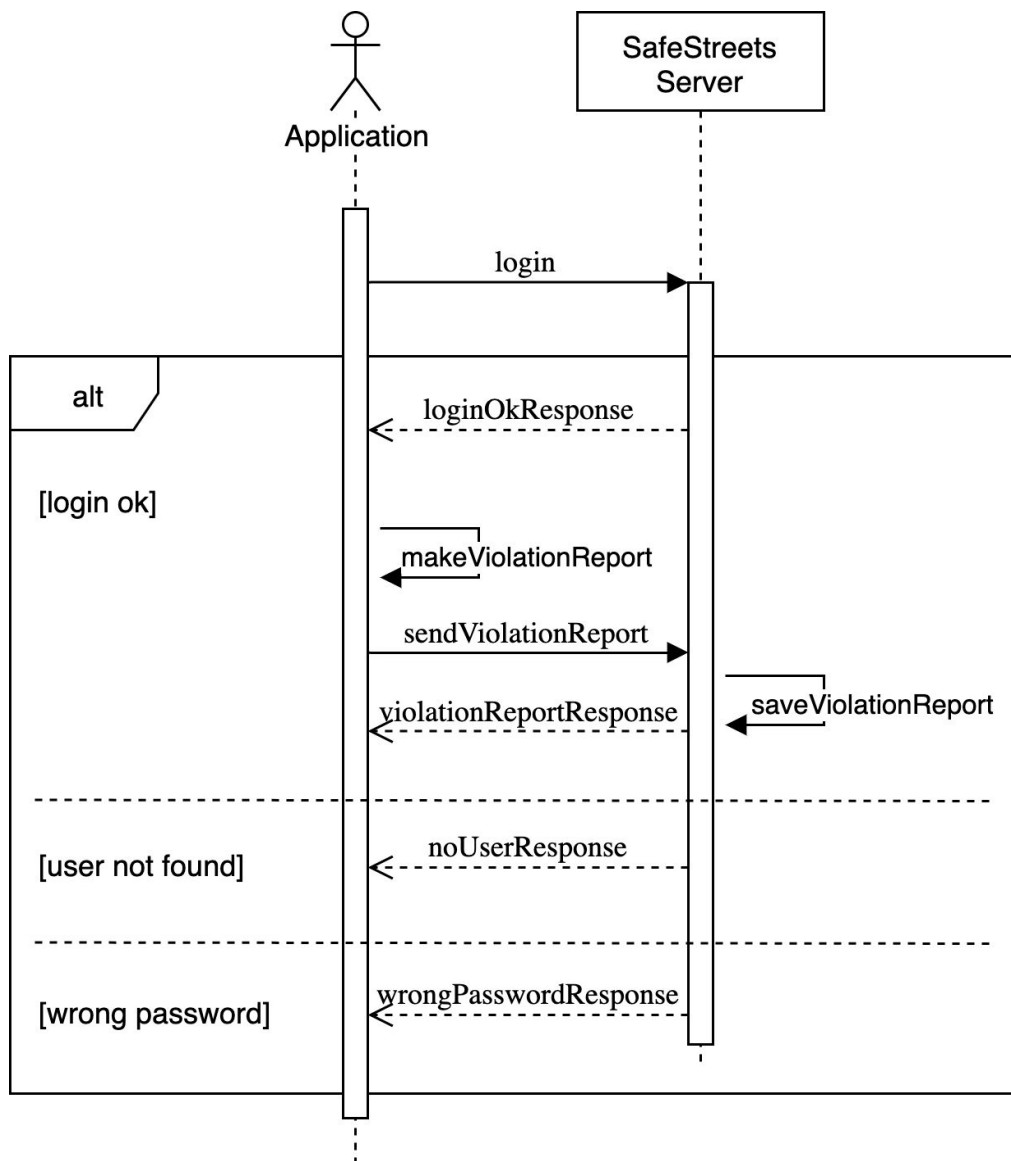 SafeStreets
Server
Application
login
alt
loginOkResponse
[login ok]
makeViolationReport
sendViolationReport
saveViolationReport
violationReportResponse
noUserResponse
[user not found]
wrongPasswordResponse
[wrong password]